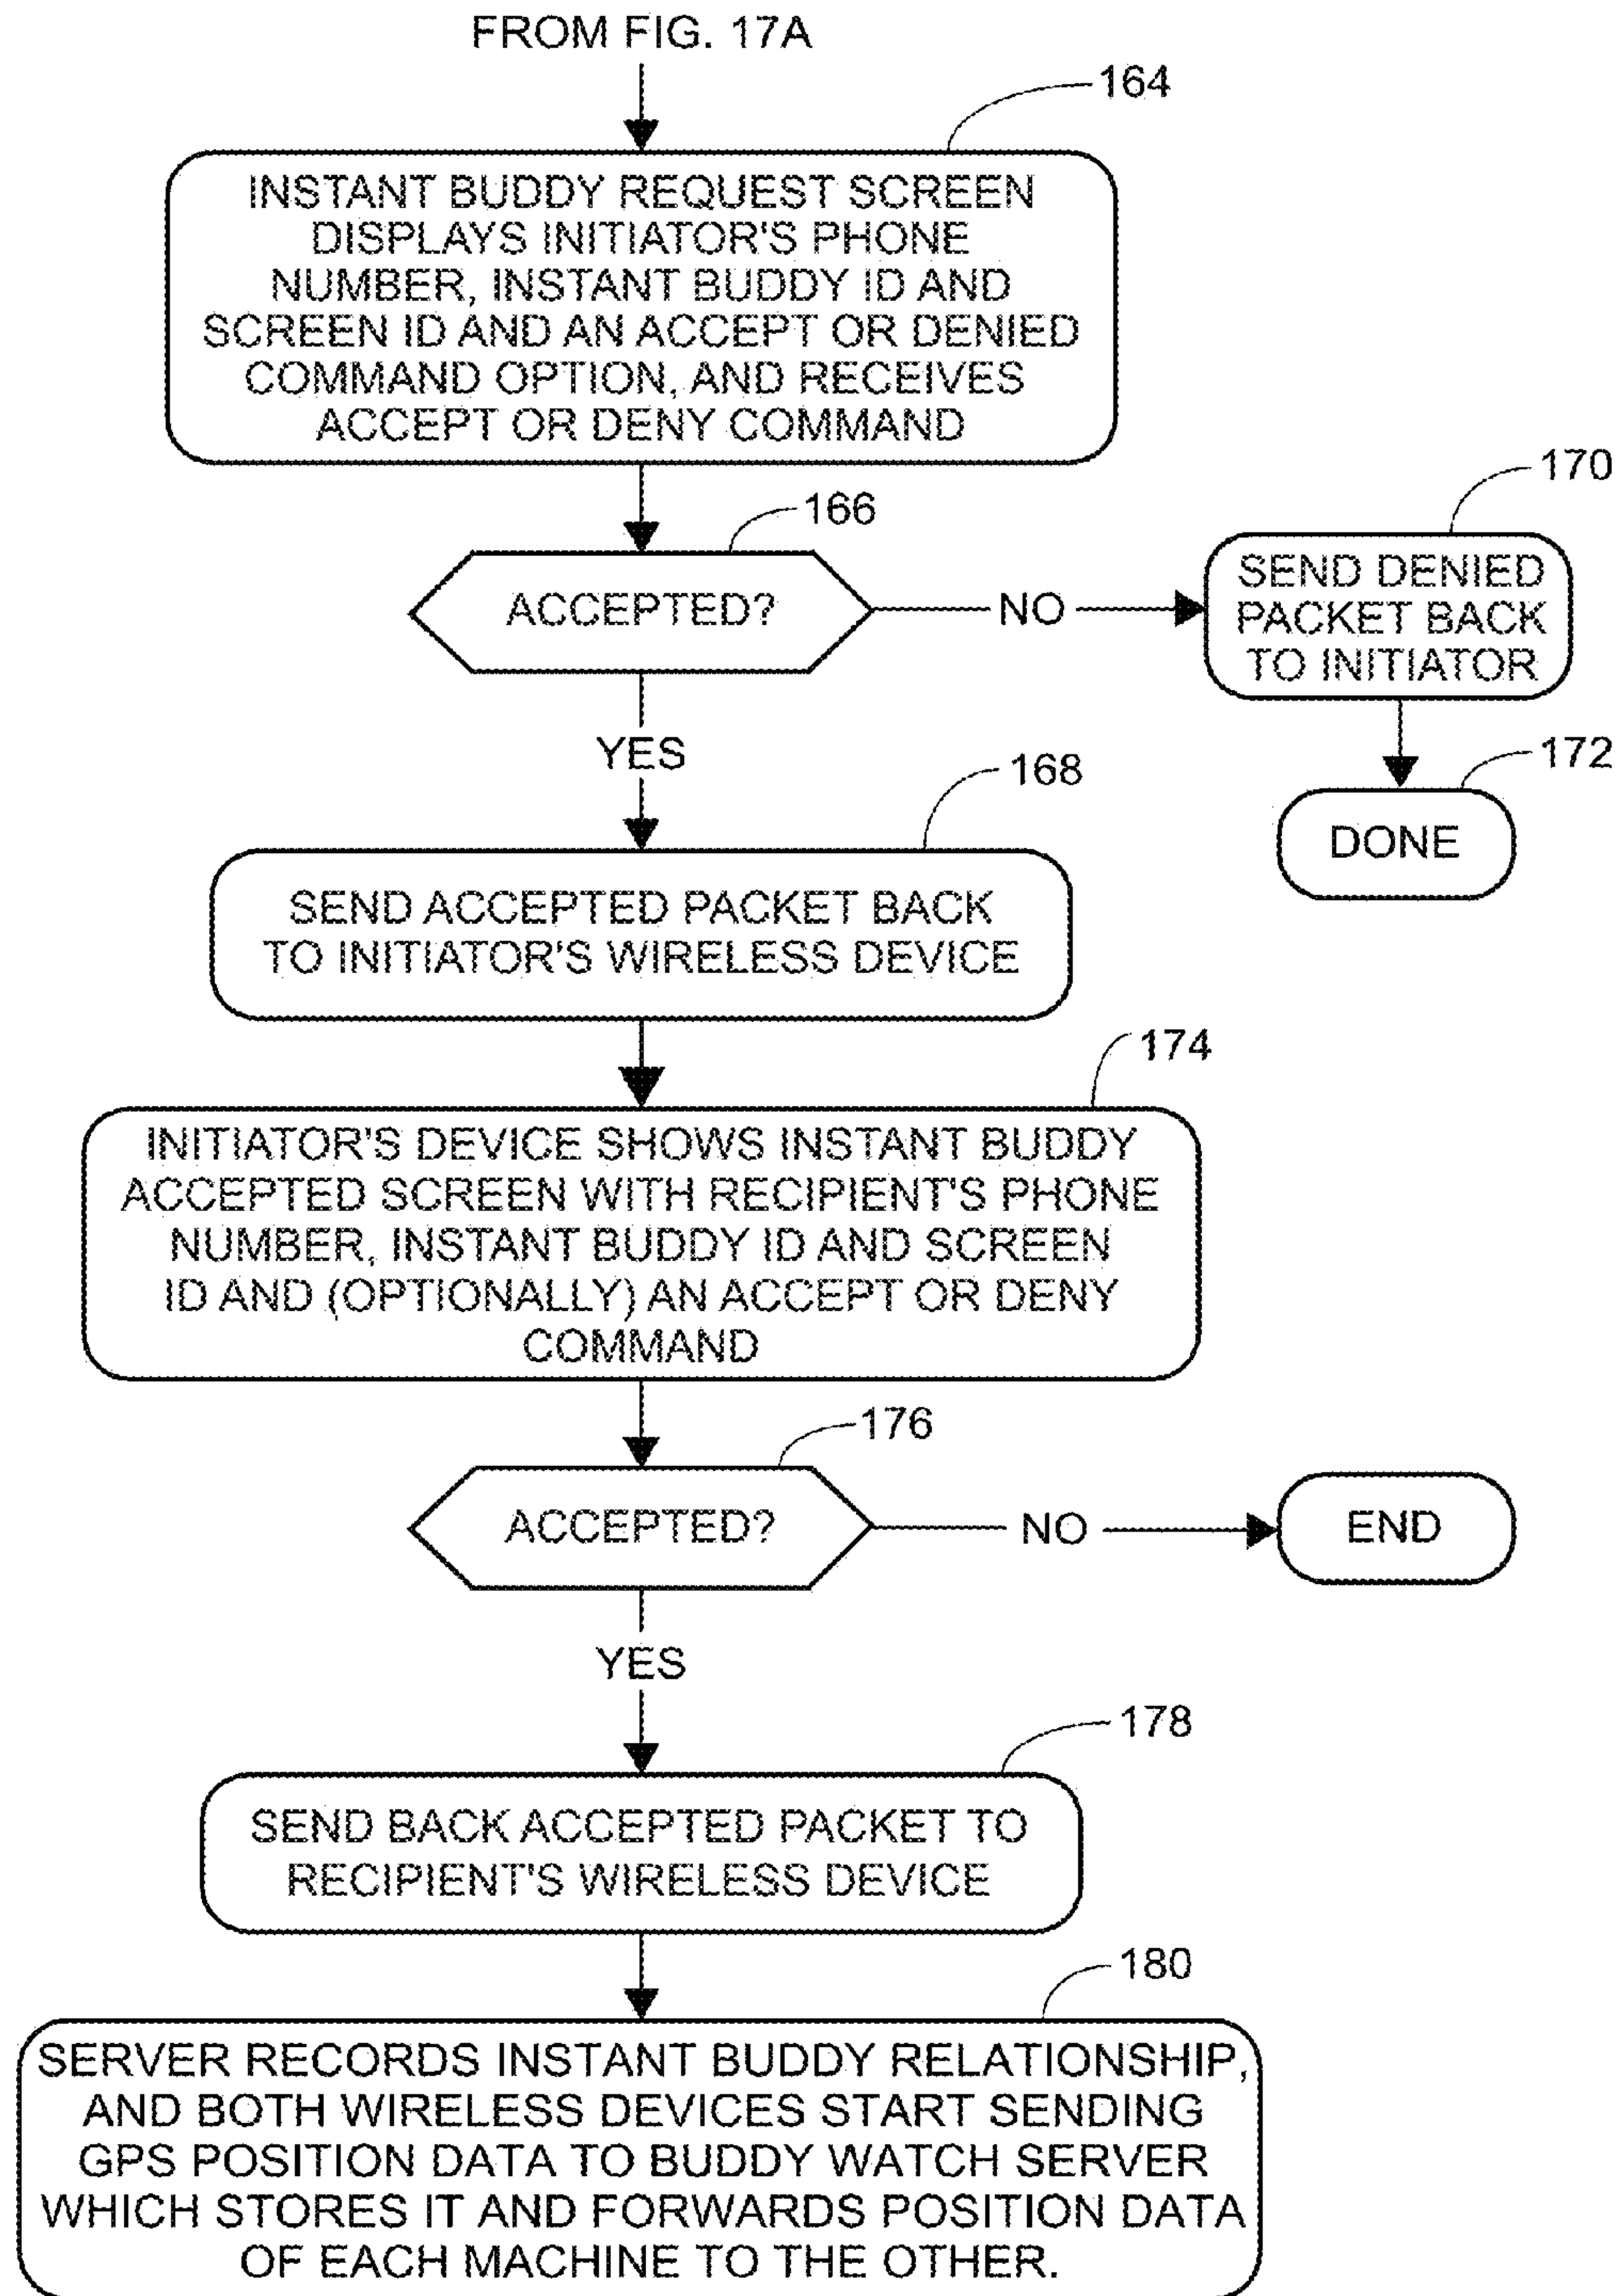 FROM FIG. 17A
164
INSTANT BUDDY REQUEST SCREEN
DISPLAYS INITIATOR'S PHONE
NUMBER, INSTANT BUDDY ID AND
SCREEN ID AND AN ACCEPT OR DENIED
COMMAND OPTION, AND RECEIVES
ACCEPT OR DENY COMMAND
166
ACCEPTED?
NO
170
SEND DENIED
PACKET BACK
TO INITIATOR
172
DONE
YES
168
SEND ACCEPTED PACKET BACK
TO INITIATOR'S WIRELESS DEVICE
174
INITIATOR'S DEVICE SHOWS INSTANT BUDDY
ACCEPTED SCREEN WITH RECIPIENT'S PHONE
NUMBER, INSTANT BUDDY ID AND SCREEN
ID AND (OPTIONALLY) AN ACCEPT OR DENY
COMMAND
176
ACCEPTED?
NO
END
YES
178
SEND BACK ACCEPTED PACKET TO
RECIPIENT'S WIRELESS DEVICE
180
SERVER RECORDS INSTANT BUDDY RELATIONSHIP,
AND BOTH WIRELESS DEVICES START SENDING
GPS POSITION DATA TO BUDDY WATCH SERVER
WHICH STORES IT AND FORWARDS POSITION DATA
OF EACH MACHINE TO THE OTHER.